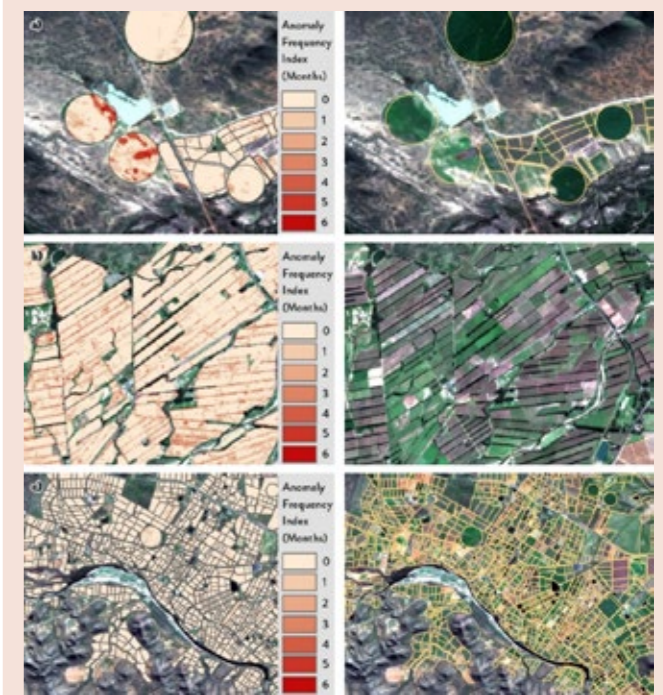 a)
Anomaly
Frequency
Index
(Months)
0
1
2
3
4
5
6
b)
Anomaly
Frequency
Index
(Months)
0
1
2
3
4
5
6
c)
Anomaly
Frequency
Index
(Months)
0
1
2
3
4
5
6